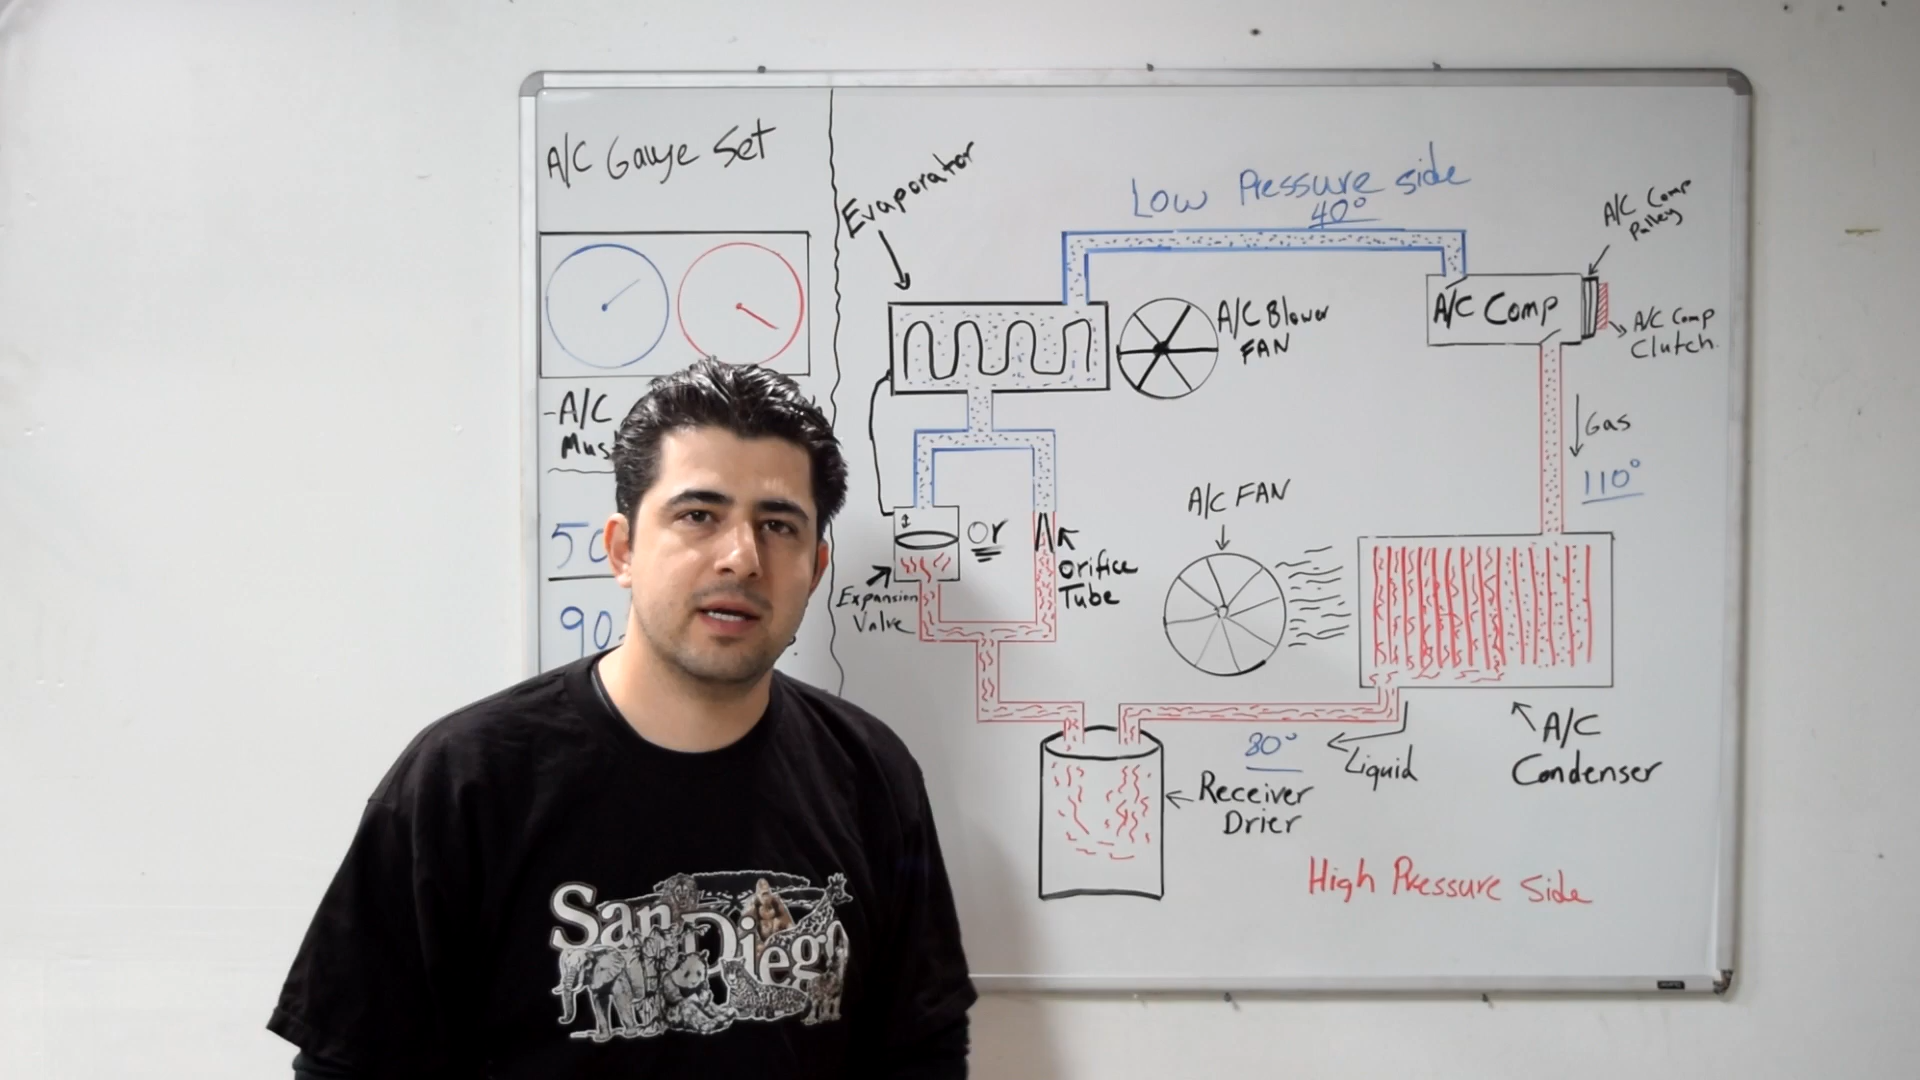 A/C Gauge Set
-A/C
Mus
50
90-
Evaporator
Low Pressure side
40°
A/C Comp
Pulley
A/C Comp
A/C Comp
Clutch
A/C Blower
FAN
Gas
110°
A/C FAN
Or
Orifice
Tube
Expansion
Valve
80°
Liquid
A/C
Condenser
Receiver
Drier
High Pressure Side
San Diego